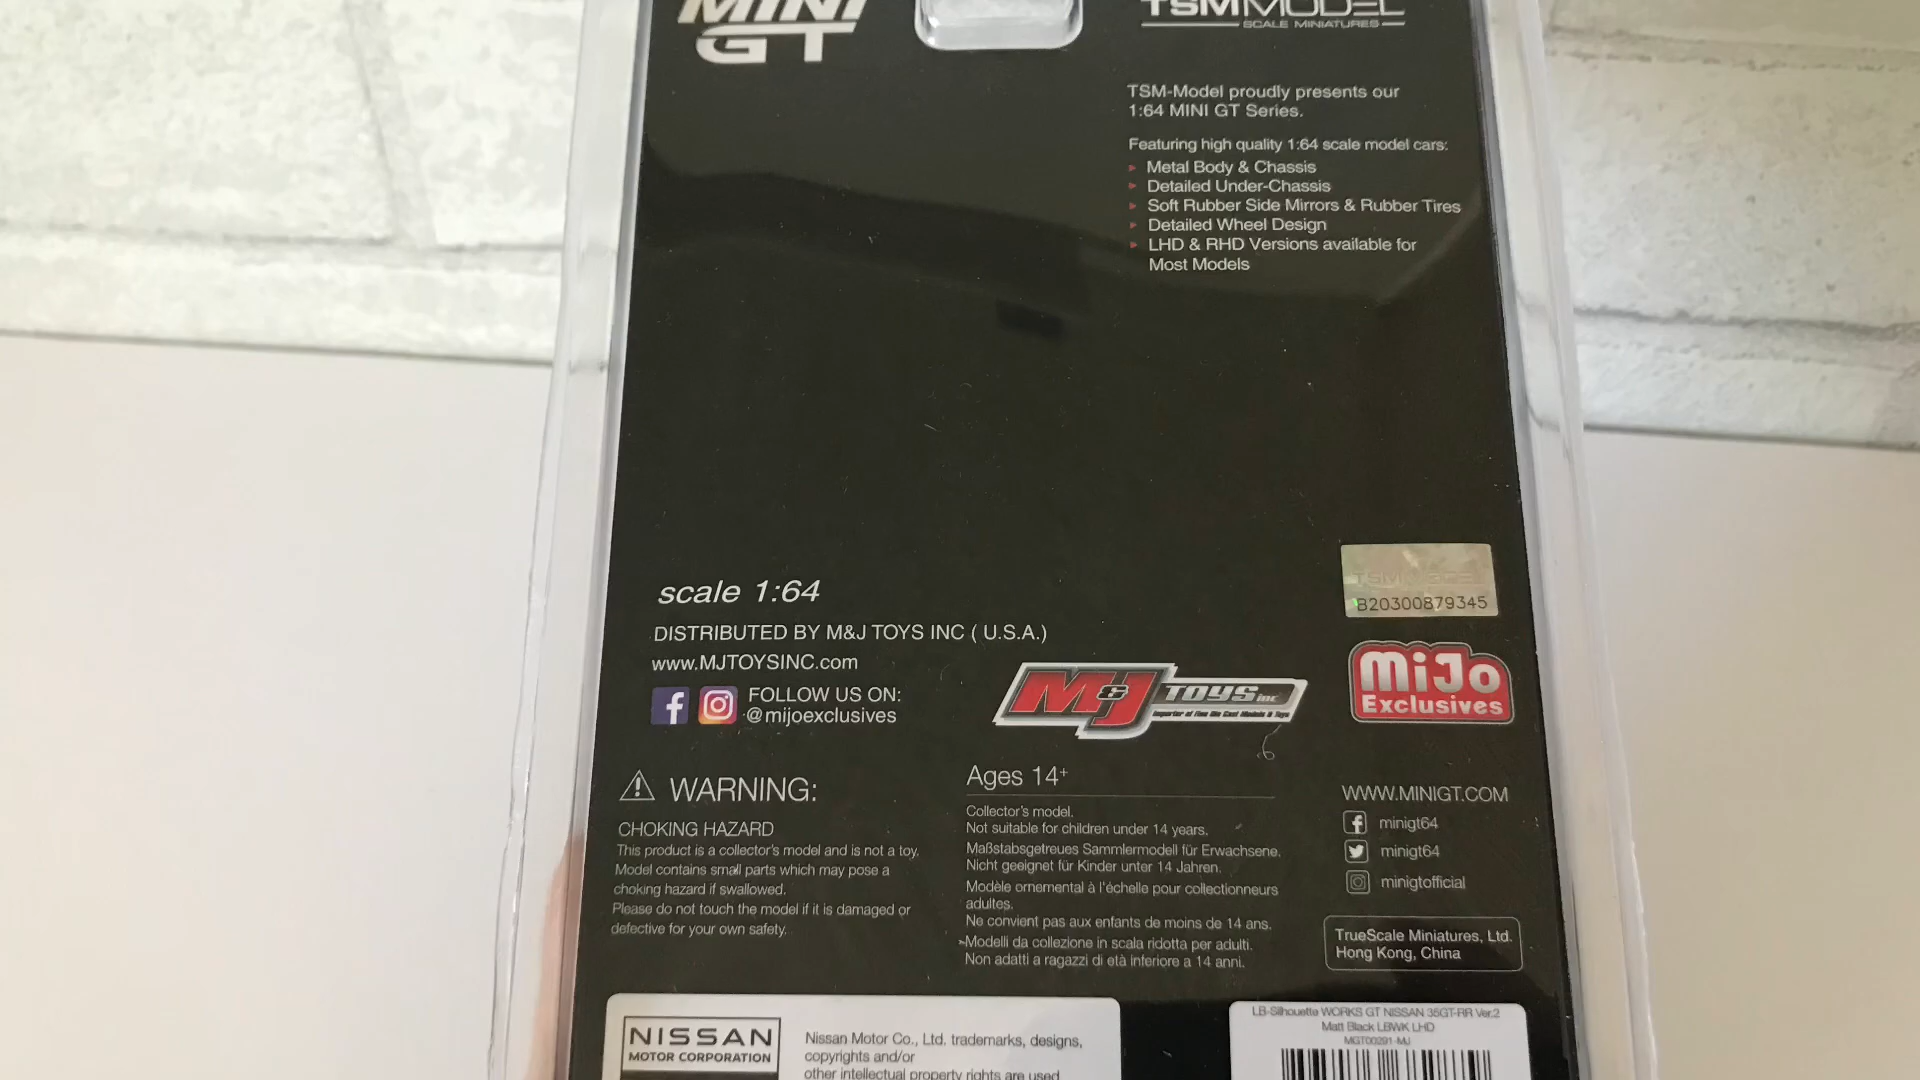 MINI
GT
TSM MODEL
SCALE MINIATURES
TSM-Model proudly presents our
1:64 MINI GT Series.
Featuring high quality 1:64 scale model cars:
Metal Body & Chassis
Detailed Under-Chassis
Soft Rubber Side Mirrors & Rubber Tires
Detailed Wheel Design
LHD & RHD Versions available for
Most Models
TSM MODEL
B20300879345
scale 1:64
DISTRIBUTED BY M&J TOYS INC ( U.S.A.)
www.MJTOYSINC.com
FOLLOW US ON:
@mijoexclusives
M&J TOYS inc
Importer of Fine Die Cast Models & Toys
MiJo
Exclusives
WARNING:
CHOKING HAZARD
This product is a collector's model and is not a toy.
Model contains small parts which may pose a
choking hazard if swallowed.
Please do not touch the model if it is damaged or
defective for your own safety.
Ages 14+
Collector's model.
Not suitable for children under 14 years.
Maßstabsgetreues Sammlermodell für Erwachsene.
Nicht geeignet für Kinder unter 14 Jahren.
Modèle ornemental à l'échelle pour collectionneurs
adultes.
Ne convient pas aux enfants de moins de 14 ans.
Modelli da collezione in scala ridotta per adulti.
Non adatti a ragazzi di età inferiore a 14 anni.
WWW.MINIGT.COM
minigt64
minigt64
minigtofficial
TrueScale Miniatures, Ltd.
Hong Kong, China
NISSAN
MOTOR CORPORATION
Nissan Motor Co., Ltd. trademarks, designs,
copyrights and/or
other intellectual property rights are used
LB-Silhouette WORKS GT NISSAN 35GT-RR Ver.2
Matt Black LBWK LHD
MGT00291-MJ